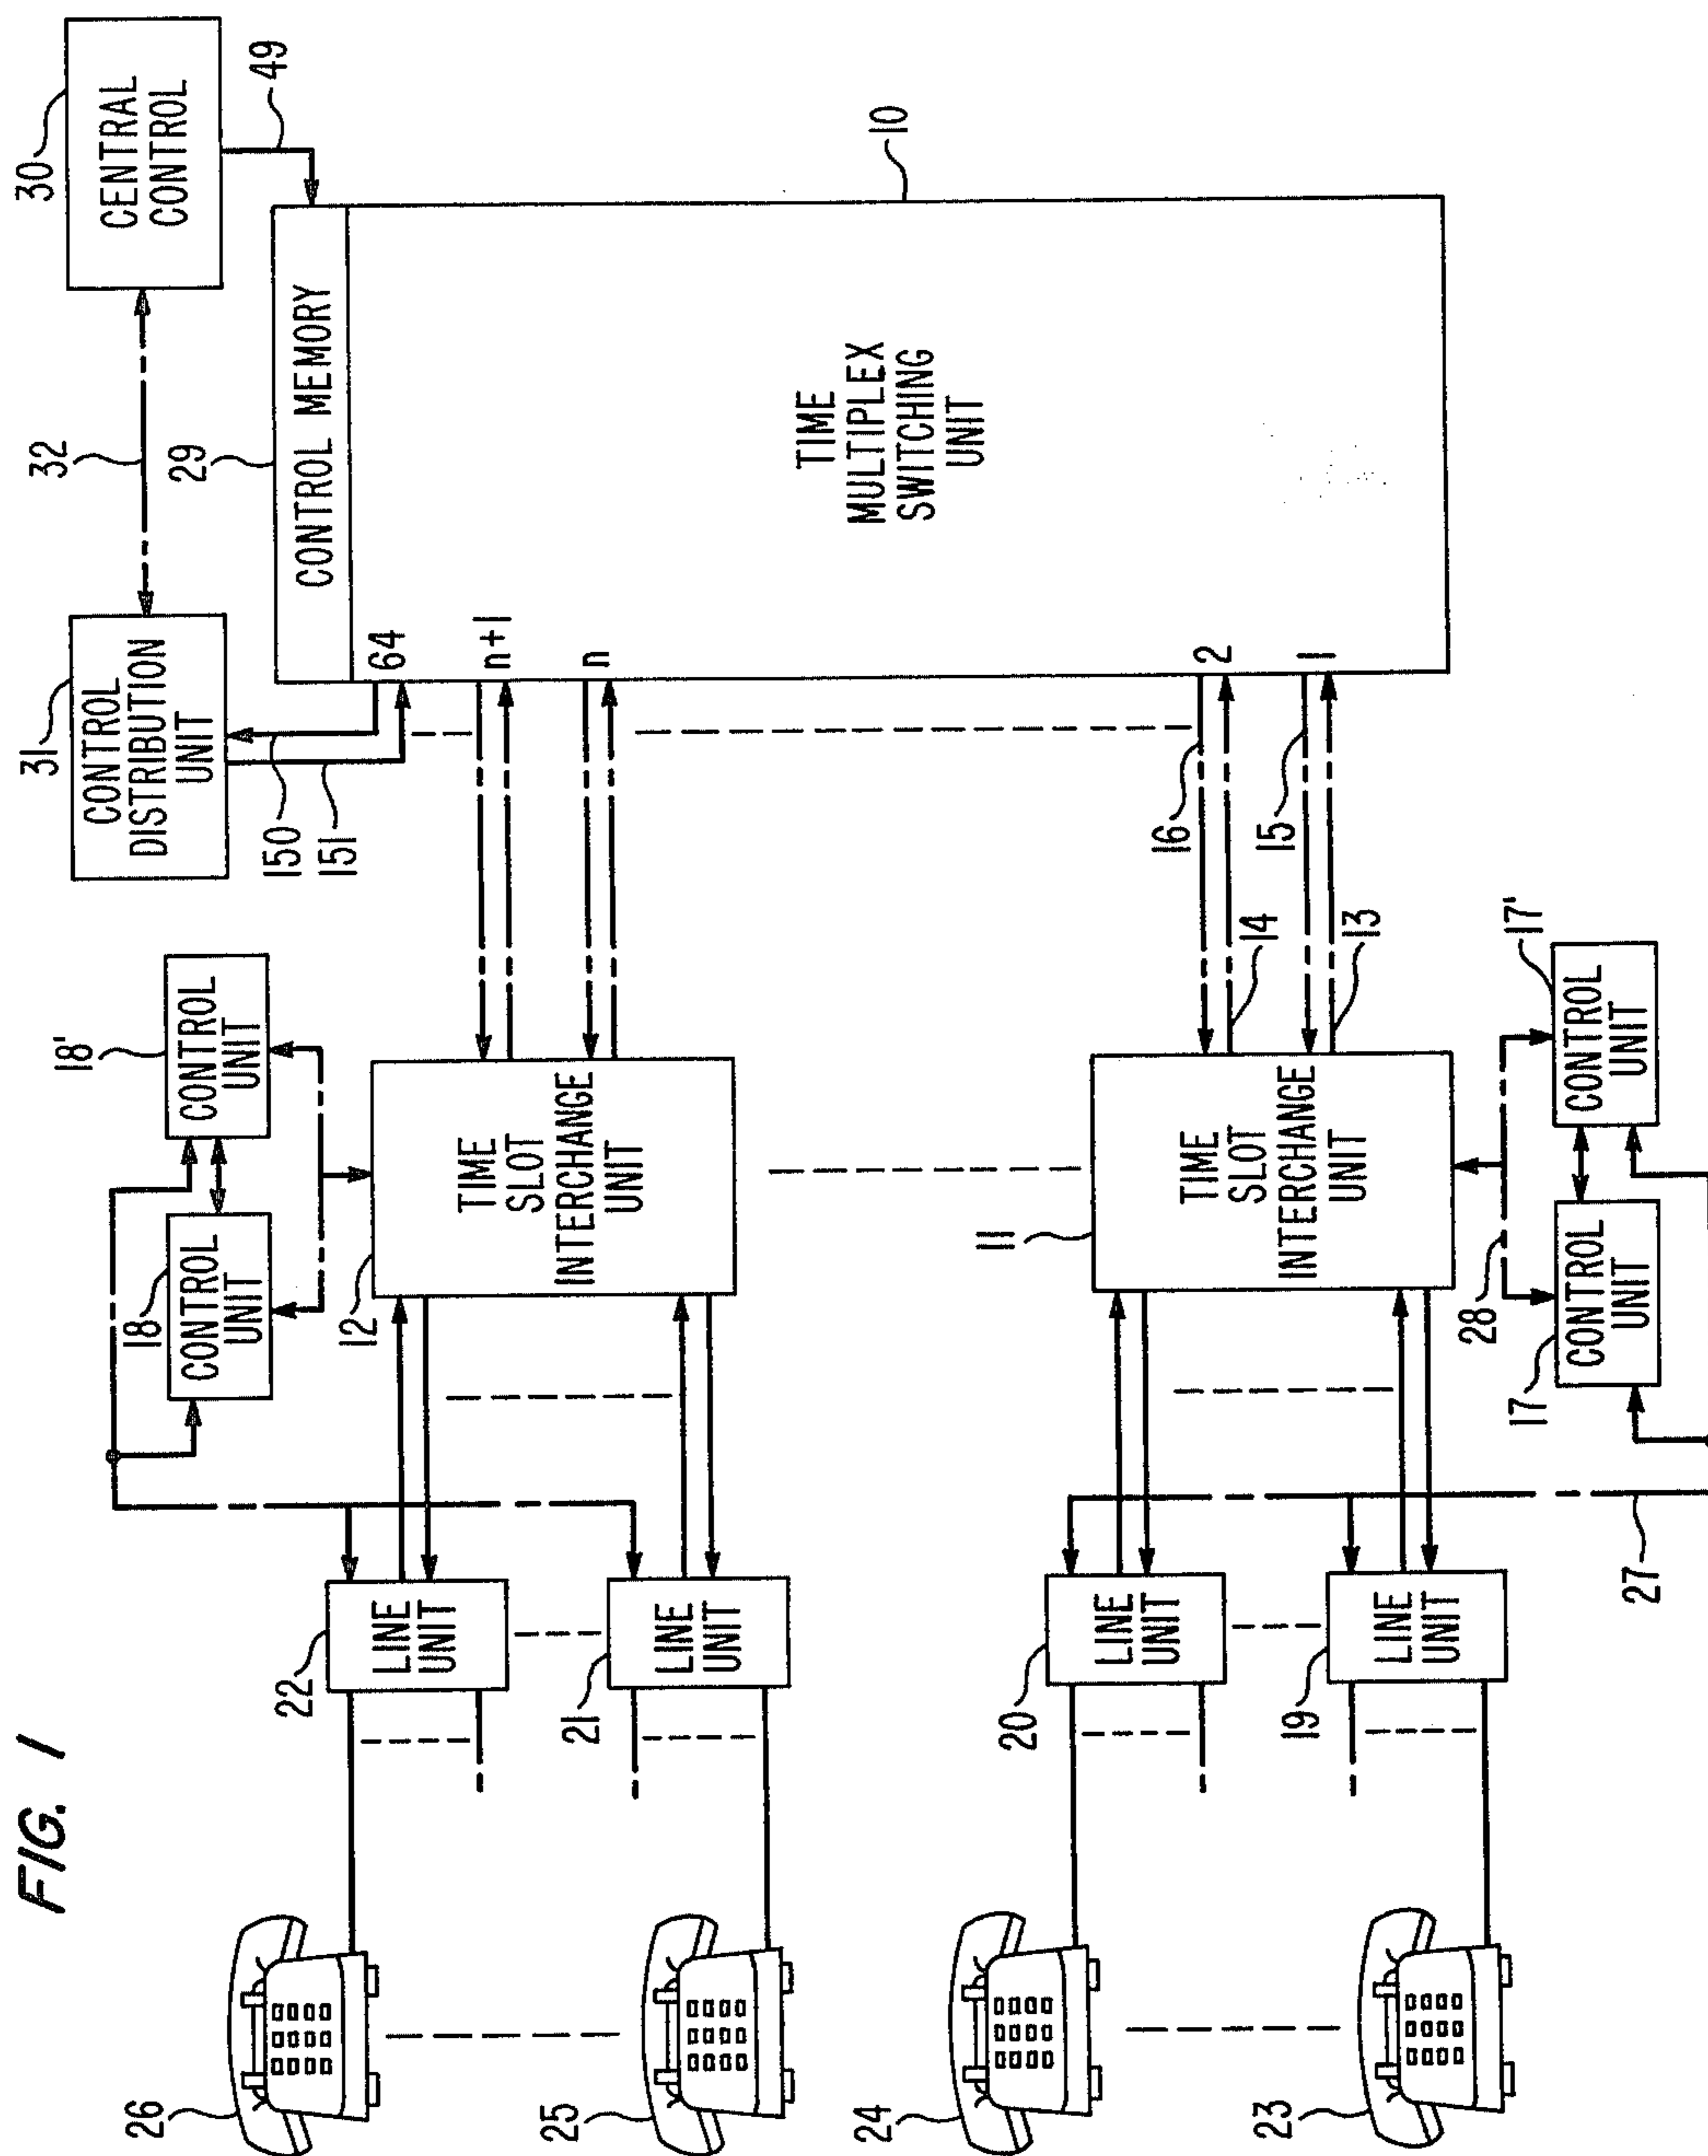 FIG. 1
26
25
24
23
22
LINE
UNIT
21
LINE
UNIT
20
LINE
UNIT
19
LINE
UNIT
27
18
CONTROL
UNIT
18'
CONTROL
UNIT
12
TIME
SLOT
INTERCHANGE
UNIT
11
TIME
SLOT
INTERCHANGE
UNIT
28
17
CONTROL
UNIT
17'
CONTROL
UNIT
14
13
16
15
31
CONTROL
DISTRIBUTION
UNIT
150
151
32
30
CENTRAL
CONTROL
49
29
CONTROL MEMORY
64
n+1
n
2
1
TIME
MULTIPLEX
SWITCHING
UNIT
10